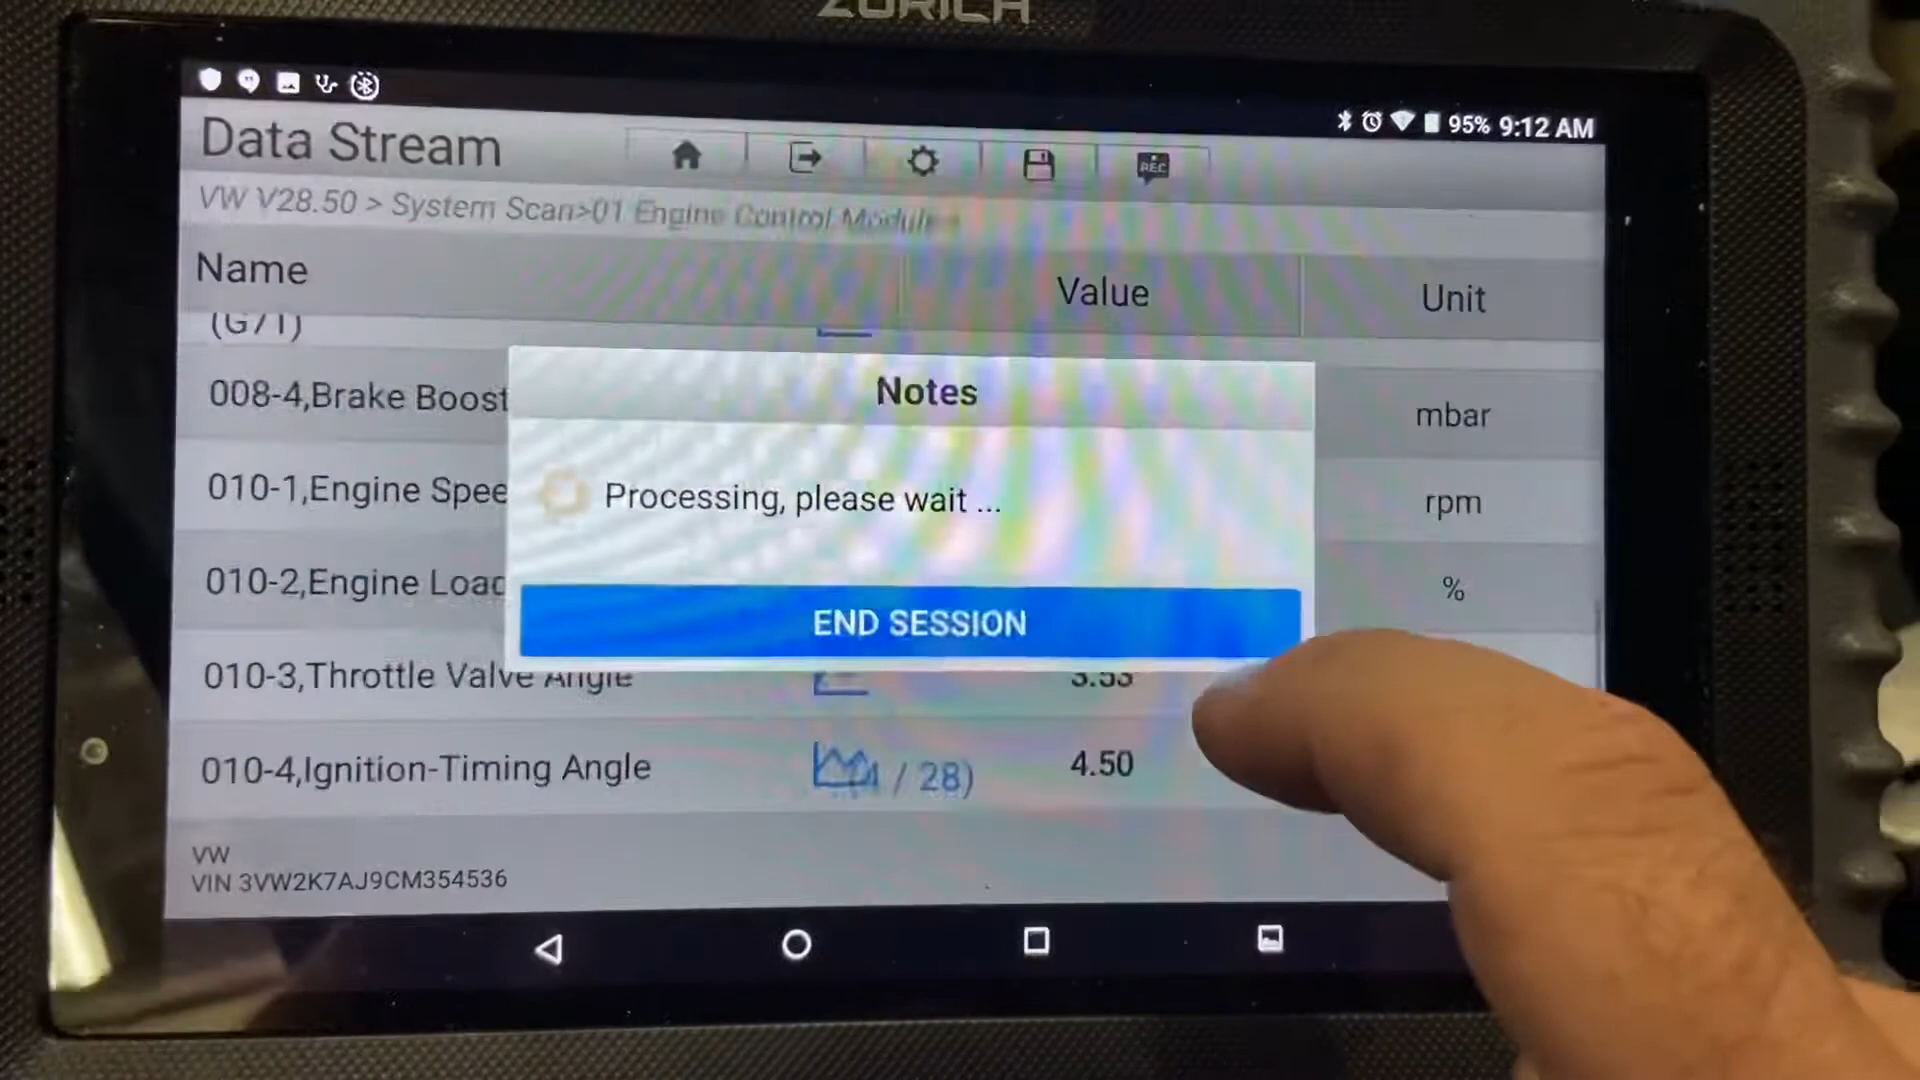 ZURICH
95% 9:12 AM
Data Stream
REC
VW V28.50 > System Scan>01 Engine Control Module
Name Value Unit
(G71)
008-4,Brake Boost mbar
Notes
010-1,Engine Spee rpm
Processing, please wait ...
010-2,Engine Load %
END SESSION
010-3,Throttle Valve Angle 3.53
010-4,Ignition-Timing Angle / 28) 4.50
VW
VIN 3VW2K7AJ9CM354536